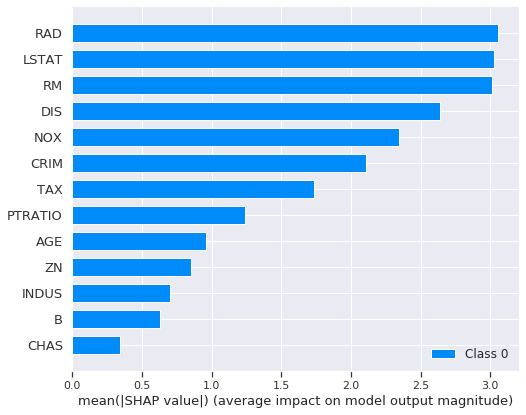 RAD
LSTAT
RM
DIS
NOX
CRIM
TAX
PTRATIO
AGE
ZN
INDUS
B
CHAS
Class 0
0.0 0.5 1.0 1.5 2.0 2.5 3.0
mean(|SHAP value|) (average impact on model output magnitude)